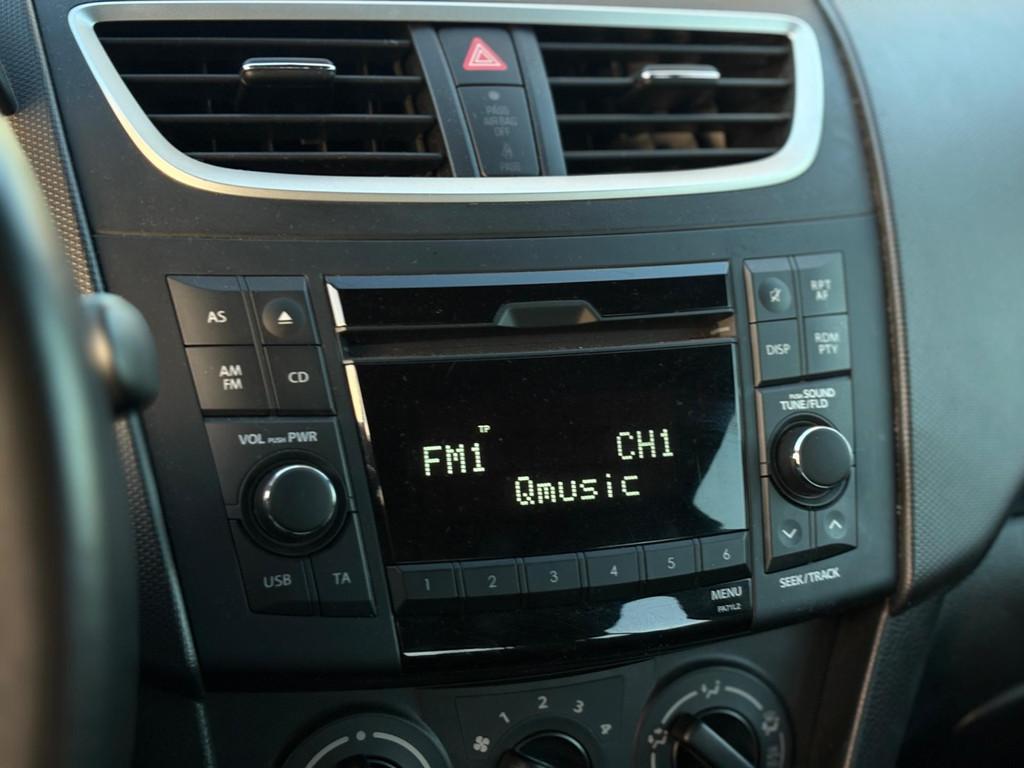 PASS
AIR BAG
OFF
PASS
AS
AM
FM
CD
VOL PUSH PWR
USB
TA
RPT
AF
DISP
RDM
PTY
PUSH SOUND
TUNE/FLD
SEEK/TRACK
TP
FM1
CH1
Qmusic
1 2 3 4 5 6
MENU
PA71L2
1 2 3 4